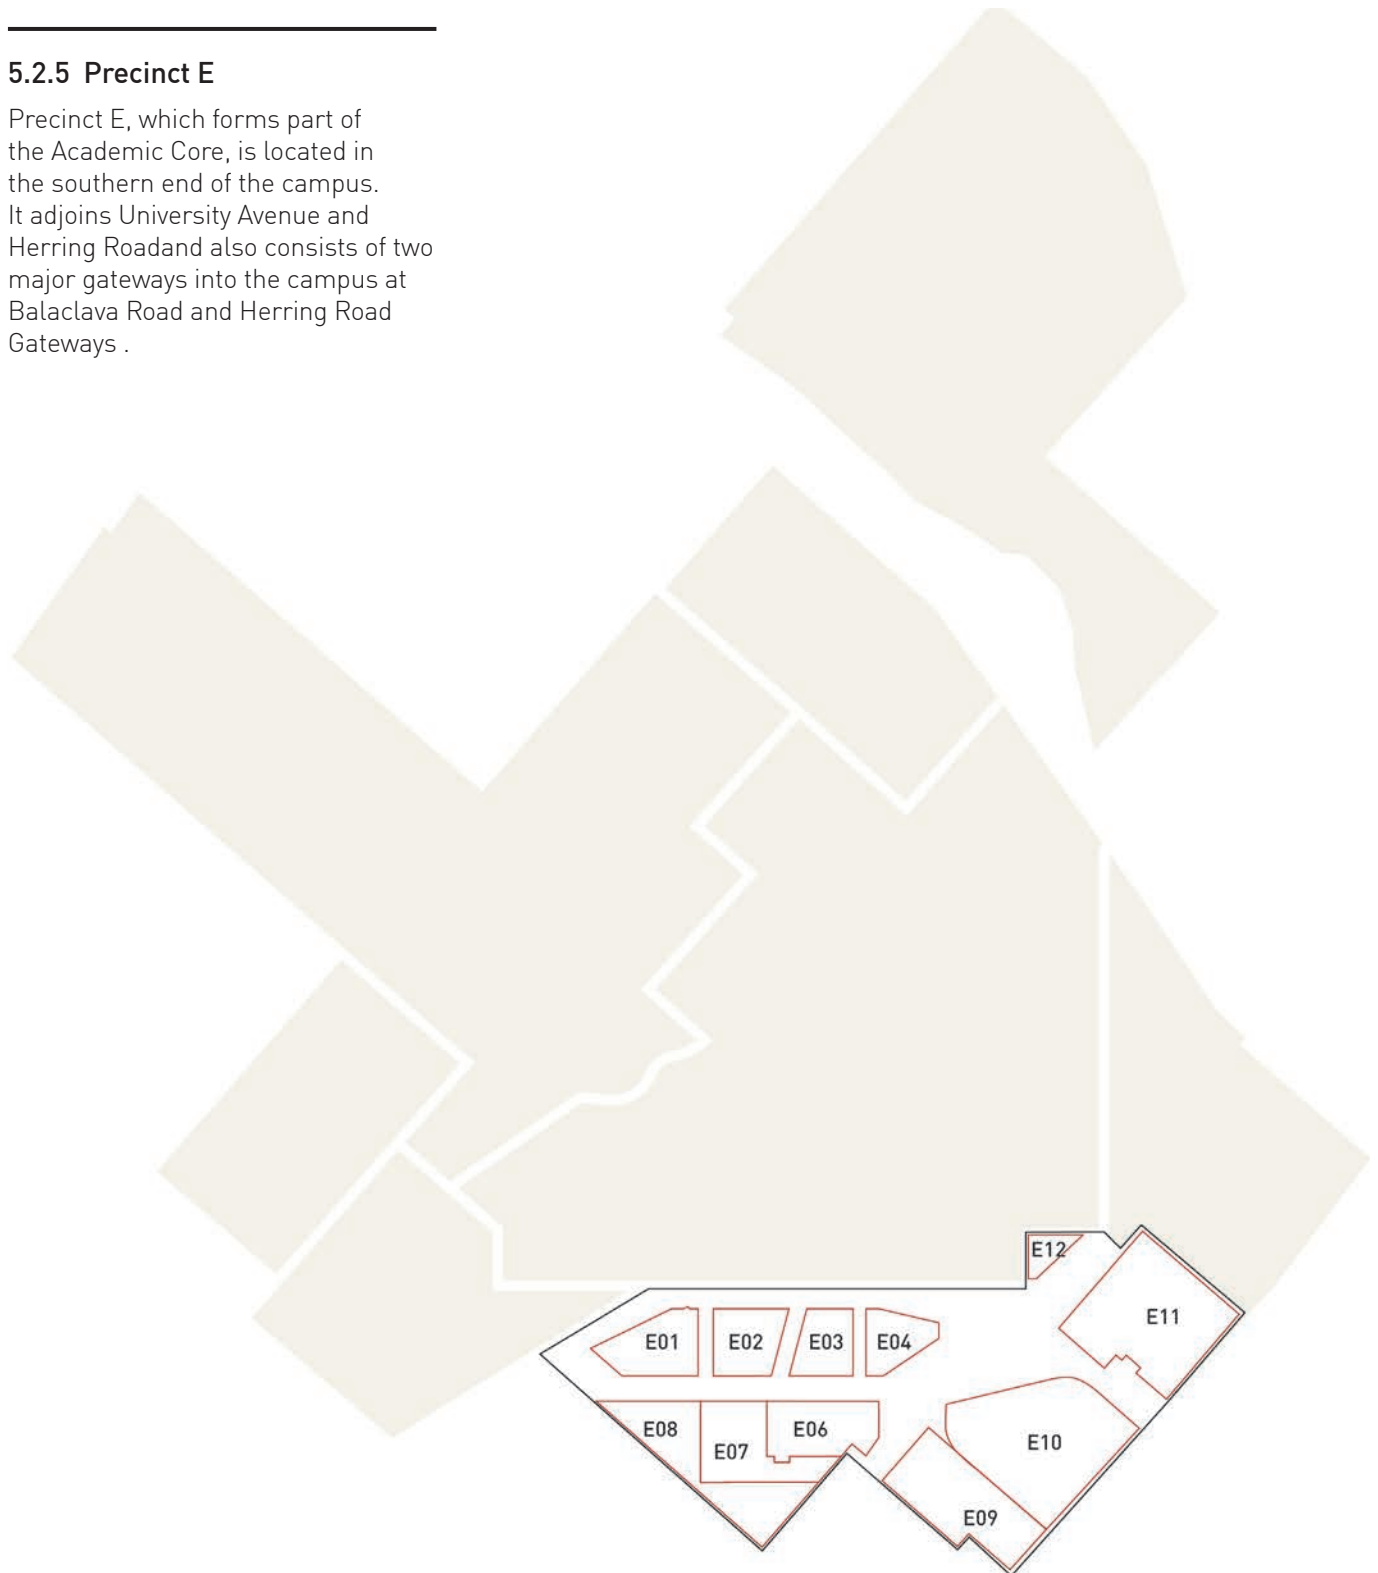 5.2.5 Precinct E
Precinct E, which forms part of
the Academic Core, is located in
the southern end of the campus.
It adjoins University Avenue and
Herring Roadand also consists of two
major gateways into the campus at
Balaclava Road and Herring Road
Gateways .
E12
E11
E01
E02
E03
E04
E08
E07
E06
E10
E09